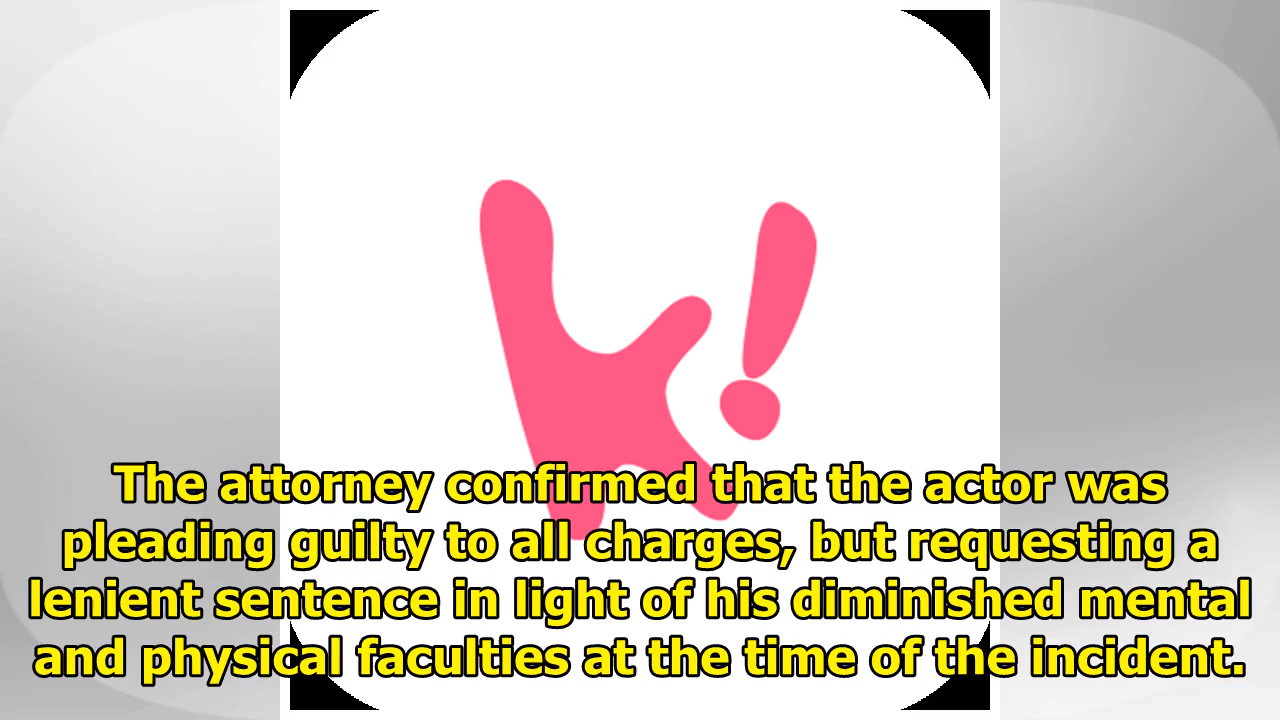 k!
The attorney confirmed that the actor was
pleading guilty to all charges, but requesting a
lenient sentence in light of his diminished mental
and physical faculties at the time of the incident.